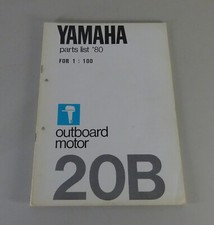 YAMAHA
parts list '80
FOR 1 : 100
outboard
motor
20B